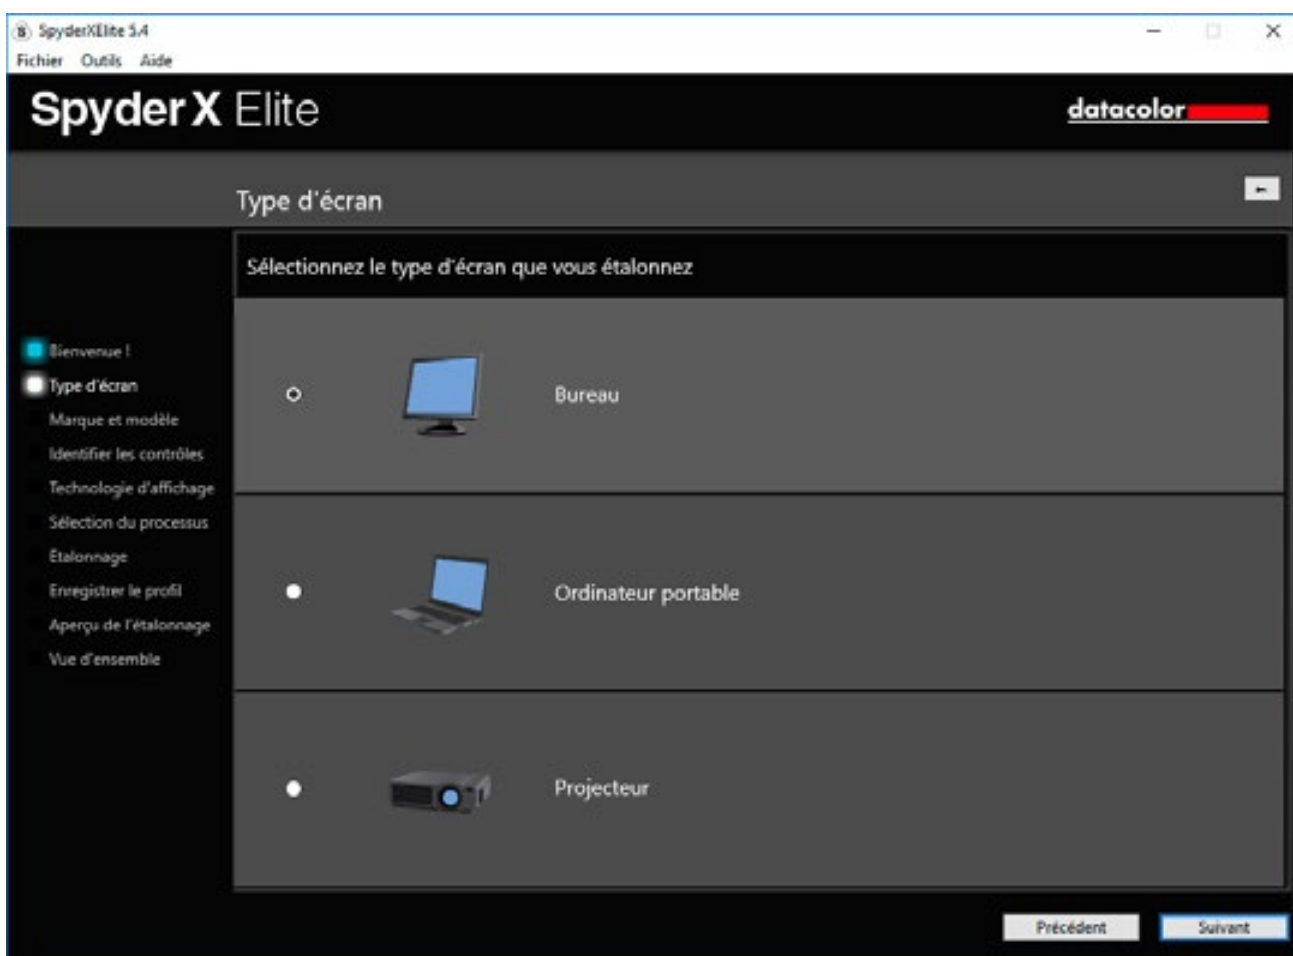 SpyderXElite 5.4
Fichier Outils Aide
Spyder X Elite
datacolor
Type d'écran
Sélectionnez le type d'écran que vous étalonnez
Bienvenue !
Type d'écran
Marque et modèle
Identifier les contrôles
Technologie d'affichage
Sélection du processus
Etalonnage
Enregistrer le profil
Aperçu de l'étalonnage
Vue d'ensemble
Bureau
Ordinateur portable
Projecteur
Précédent Suivant